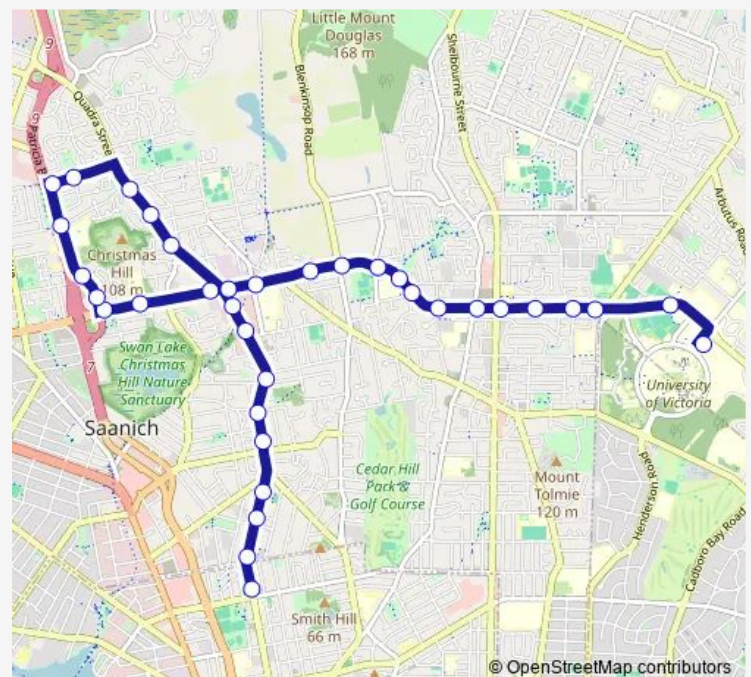 Little Mount
Douglas
168 m
9
Quadra Stree
9
Patricia B
Blenkinsop Road
Shelbourne Street
Arbutus Road
Christmas
Hill
108 m
Swan Lake
Christmas
Hill Nature
Sanctuary
7
Saanich
University
of Victoria
Cedar Hill
Park &
Golf Course
Mount
Tolmie
120 m
Henderson Road
Cadboro Bay Road
Smith Hill
66 m
© OpenStreetMap contributors